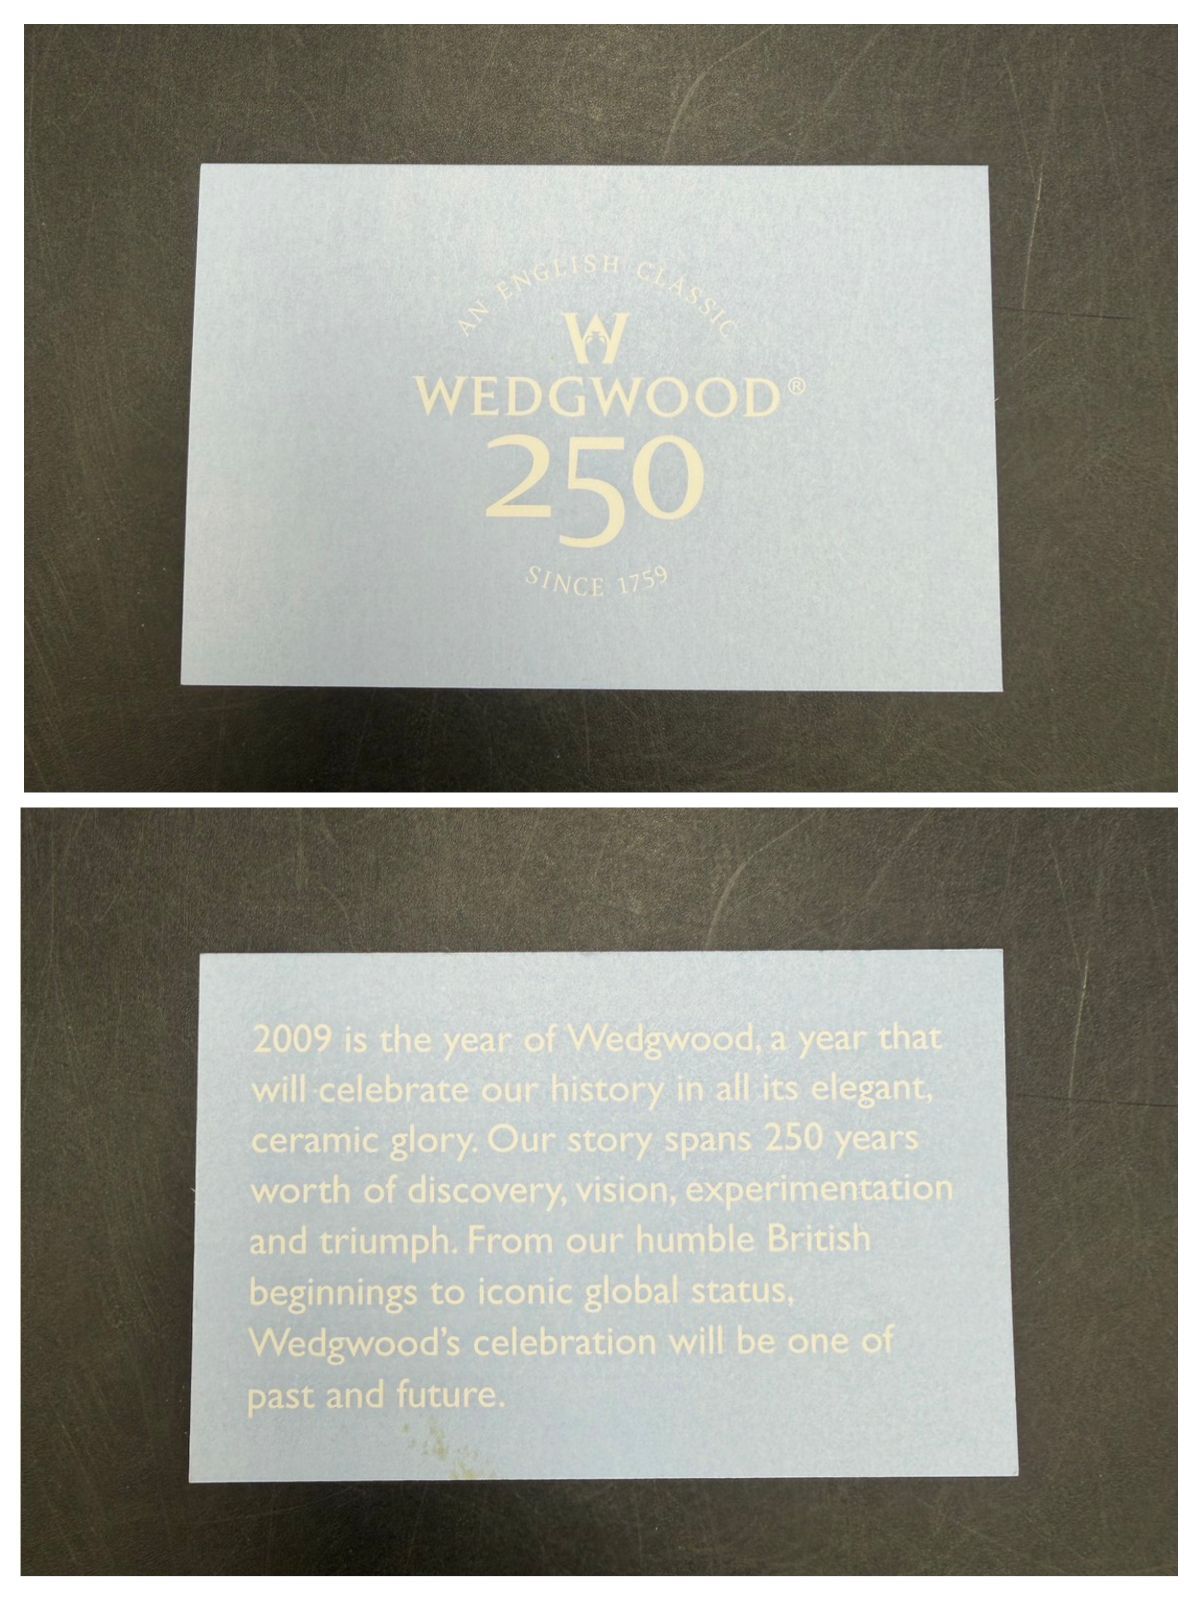 AN ENGLISH CLASSIC
W
WEDGWOOD®
250
SINCE 1759
2009 is the year of Wedgwood, a year that
will celebrate our history in all its elegant,
ceramic glory. Our story spans 250 years
worth of discovery, vision, experimentation
and triumph. From our humble British
beginnings to iconic global status,
Wedgwood's celebration will be one of
past and future.